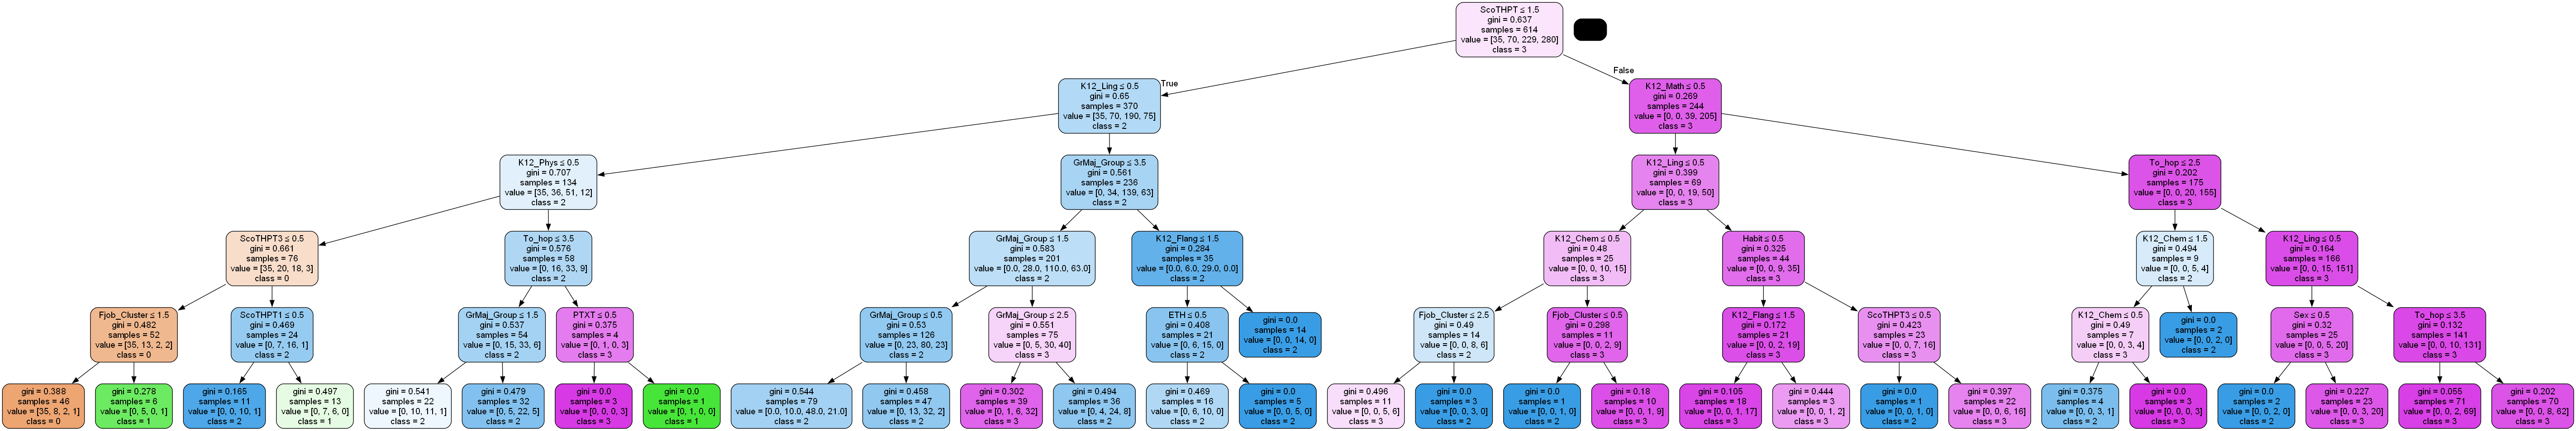 ScoTHPT ≤ 1.5
gini = 0.637
samples = 614
value = [35, 70, 229, 280]
class = 3
True
False
K12_Ling ≤ 0.5
gini = 0.65
samples = 370
value = [35, 70, 190, 75]
class = 2
K12_Math ≤ 0.5
gini = 0.269
samples = 244
value = [0, 0, 39, 205]
class = 3
K12_Phys ≤ 0.5
gini = 0.707
samples = 134
value = [35, 36, 51, 12]
class = 2
GrMaj_Group ≤ 3.5
gini = 0.561
samples = 236
value = [0, 34, 139, 63]
class = 2
K12_Ling ≤ 0.5
gini = 0.399
samples = 69
value = [0, 0, 19, 50]
class = 3
To_hop ≤ 2.5
gini = 0.202
samples = 175
value = [0, 0, 20, 155]
class = 3
ScoTHPT3 ≤ 0.5
gini = 0.661
samples = 76
value = [35, 20, 18, 3]
class = 0
To_hop ≤ 3.5
gini = 0.576
samples = 58
value = [0, 16, 33, 9]
class = 2
GrMaj_Group ≤ 1.5
gini = 0.583
samples = 201
value = [0.0, 28.0, 110.0, 63.0]
class = 2
K12_Flang ≤ 1.5
gini = 0.284
samples = 35
value = [0.0, 6.0, 29.0, 0.0]
class = 2
K12_Chem ≤ 0.5
gini = 0.48
samples = 25
value = [0, 0, 10, 15]
class = 3
Habit ≤ 0.5
gini = 0.325
samples = 44
value = [0, 0, 9, 35]
class = 3
K12_Chem ≤ 1.5
gini = 0.494
samples = 9
value = [0, 0, 5, 4]
class = 2
K12_Ling ≤ 0.5
gini = 0.164
samples = 166
value = [0, 0, 15, 151]
class = 3
Fjob_Cluster ≤ 1.5
gini = 0.482
samples = 52
value = [35, 13, 2, 2]
class = 0
ScoTHPT1 ≤ 0.5
gini = 0.469
samples = 24
value = [0, 7, 16, 1]
class = 2
GrMaj_Group ≤ 1.5
gini = 0.537
samples = 54
value = [0, 15, 33, 6]
class = 2
PTXT ≤ 0.5
gini = 0.375
samples = 4
value = [0, 1, 0, 3]
class = 3
GrMaj_Group ≤ 0.5
gini = 0.53
samples = 126
value = [0, 23, 80, 23]
class = 2
GrMaj_Group ≤ 2.5
gini = 0.551
samples = 75
value = [0, 5, 30, 40]
class = 3
ETH ≤ 0.5
gini = 0.408
samples = 21
value = [0, 6, 15, 0]
class = 2
gini = 0.0
samples = 14
value = [0, 0, 14, 0]
class = 2
Fjob_Cluster ≤ 2.5
gini = 0.49
samples = 14
value = [0, 0, 8, 6]
class = 2
Fjob_Cluster ≤ 0.5
gini = 0.298
samples = 11
value = [0, 0, 2, 9]
class = 3
K12_Flang ≤ 1.5
gini = 0.172
samples = 21
value = [0, 0, 2, 19]
class = 3
ScoTHPT3 ≤ 0.5
gini = 0.423
samples = 23
value = [0, 0, 7, 16]
class = 3
K12_Chem ≤ 0.5
gini = 0.49
samples = 7
value = [0, 0, 3, 4]
class = 3
gini = 0.0
samples = 2
value = [0, 0, 2, 0]
class = 2
Sex ≤ 0.5
gini = 0.32
samples = 25
value = [0, 0, 5, 20]
class = 3
To_hop ≤ 3.5
gini = 0.132
samples = 141
value = [0, 0, 10, 131]
class = 3
gini = 0.388
samples = 46
value = [35, 8, 2, 1]
class = 0
gini = 0.278
samples = 6
value = [0, 5, 0, 1]
class = 1
gini = 0.165
samples = 11
value = [0, 0, 10, 1]
class = 2
gini = 0.497
samples = 13
value = [0, 7, 6, 0]
class = 1
gini = 0.541
samples = 22
value = [0, 10, 11, 1]
class = 2
gini = 0.479
samples = 32
value = [0, 5, 22, 5]
class = 2
gini = 0.0
samples = 3
value = [0, 0, 0, 3]
class = 3
gini = 0.0
samples = 1
value = [0, 1, 0, 0]
class = 1
gini = 0.544
samples = 79
value = [0.0, 10.0, 48.0, 21.0]
class = 2
gini = 0.458
samples = 47
value = [0, 13, 32, 2]
class = 2
gini = 0.302
samples = 39
value = [0, 1, 6, 32]
class = 3
gini = 0.494
samples = 36
value = [0, 4, 24, 8]
class = 2
gini = 0.469
samples = 16
value = [0, 6, 10, 0]
class = 2
gini = 0.0
samples = 5
value = [0, 0, 5, 0]
class = 2
gini = 0.496
samples = 11
value = [0, 0, 5, 6]
class = 3
gini = 0.0
samples = 3
value = [0, 0, 3, 0]
class = 2
gini = 0.0
samples = 1
value = [0, 0, 1, 0]
class = 2
gini = 0.18
samples = 10
value = [0, 0, 1, 9]
class = 3
gini = 0.105
samples = 18
value = [0, 0, 1, 17]
class = 3
gini = 0.444
samples = 3
value = [0, 0, 1, 2]
class = 3
gini = 0.0
samples = 1
value = [0, 0, 1, 0]
class = 2
gini = 0.397
samples = 22
value = [0, 0, 6, 16]
class = 3
gini = 0.375
samples = 4
value = [0, 0, 3, 1]
class = 2
gini = 0.0
samples = 3
value = [0, 0, 0, 3]
class = 3
gini = 0.0
samples = 2
value = [0, 0, 2, 0]
class = 2
gini = 0.227
samples = 23
value = [0, 0, 3, 20]
class = 3
gini = 0.055
samples = 71
value = [0, 0, 2, 69]
class = 3
gini = 0.202
samples = 70
value = [0, 0, 8, 62]
class = 3